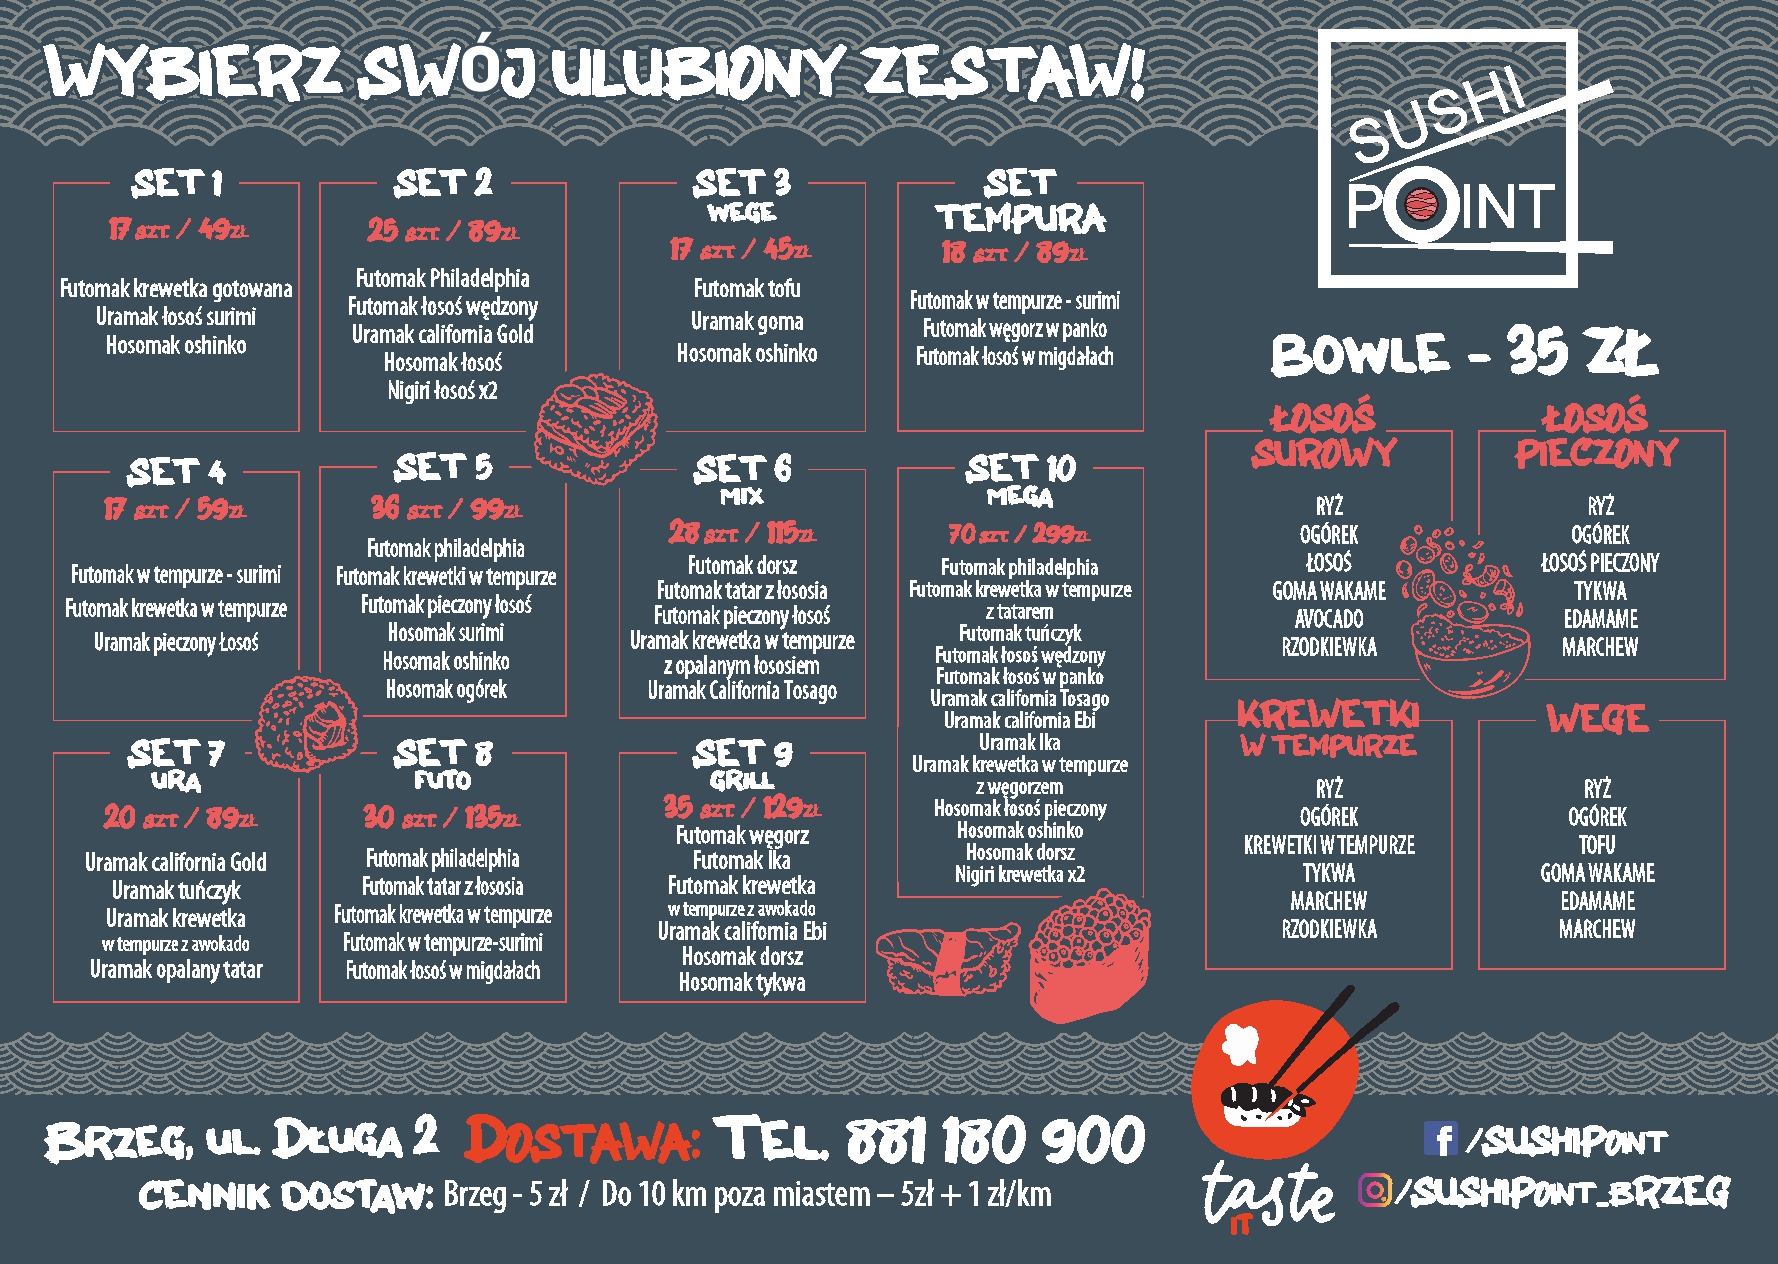 WYBIERZ SWÓJ ULUBIONY ZESTAW!
SUSHI
POINT
SET 1
17 SZT. / 49ZŁ
Futomak krewetka gotowana
Uramak łosoś surimi
Hosomak oshinko
SET 2
25 SZT. / 89ZŁ
Futomak Philadelphia
Futomak łosoś wędzony
Uramak california Gold
Hosomak łosoś
Nigiri łosoś x2
SET 3
WEGE
17 SZT. / 45ZŁ
Futomak tofu
Uramak goma
Hosomak oshinko
SET
TEMPURA
18 SZT. / 89ZŁ
Futomak w tempurze - surimi
Futomak węgorz w panko
Futomak łosoś w migdałach
SET 4
17 SZT. / 59ZŁ
Futomak w tempurze - surimi
Futomak krewetka w tempurze
Uramak pieczony Łosoś
SET 5
36 SZT. / 99ZŁ
Futomak philadelphia
Futomak krewetki w tempurze
Futomak pieczony łosoś
Hosomak surimi
Hosomak oshinko
Hosomak ogórek
SET 6
MIX
28 SZT. / 115ZŁ
Futomak dorsz
Futomak tatar z łososia
Futomak pieczony łosoś
Uramak krewetka w tempurze
z opalanym łososiem
Uramak California Tosago
SET 10
MEGA
70 SZT. / 299ZŁ
Futomak philadelphia
Futomak krewetka w tempurze
z tatarem
Futomak tuńczyk
Futomak łosoś wędzony
Futomak łosoś w panko
Uramak california Tosago
Uramak california Ebi
Uramak Ika
Uramak krewetka w tempurze
z węgorzem
Hosomak łosoś pieczony
Hosomak oshinko
Hosomak dorsz
Nigiri krewetka x2
SET 7
URA
20 SZT. / 89ZŁ
Uramak california Gold
Uramak tuńczyk
Uramak krewetka
w tempurze z awokado
Uramak opalany tatar
SET 8
FUTO
30 SZT. / 135ZŁ
Futomak philadelphia
Futomak tatar z łososia
Futomak krewetka w tempurze
Futomak w tempurze-surimi
Futomak łosoś w migdałach
SET 9
GRILL
35 SZT. / 129ZŁ
Futomak węgorz
Futomak Ika
Futomak krewetka
w tempurze z awokado
Uramak california Ebi
Hosomak dorsz
Hosomak tykwa
BOWLE - 35 ZŁ
ŁOSOŚ
SUROWY
RYŻ
OGÓREK
ŁOSOŚ
GOMA WAKAME
AVOCADO
RZODKIEWKA
ŁOSOŚ
PIECZONY
RYŻ
OGÓREK
ŁOSOŚ PIECZONY
TYKWA
EDAMAME
MARCHEW
KREWETKI
W TEMPURZE
RYŻ
OGÓREK
KREWETKI W TEMPURZE
TYKWA
MARCHEW
RZODKIEWKA
WEGE
RYŻ
OGÓREK
TOFU
GOMA WAKAME
EDAMAME
MARCHEW
BRZEG, UL. DŁUGA 2 DOSTAWA: TEL. 881 180 900
CENNIK DOSTAW: Brzeg - 5 zł / Do 10 km poza miastem – 5zł + 1 zł/km
taste
IT
f /SUSHIPOINT
/SUSHIPOINT_BRZEG